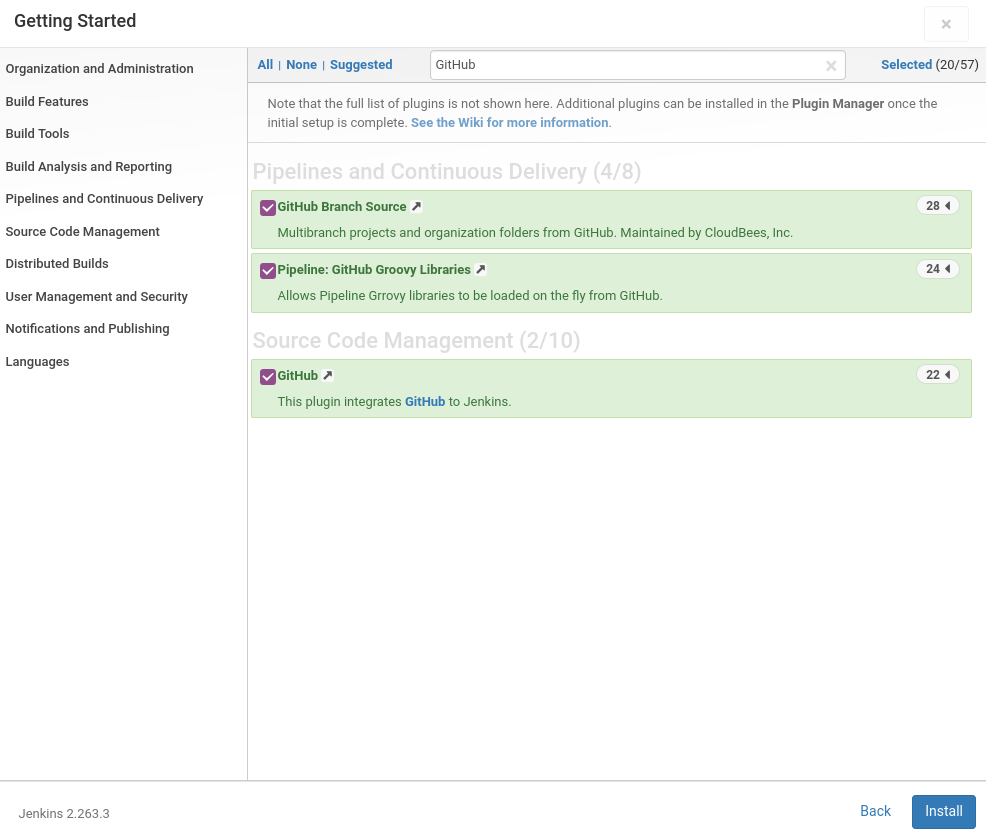 Getting Started
×
Organization and Administration
Build Features
Build Tools
Build Analysis and Reporting
Pipelines and Continuous Delivery
Source Code Management
Distributed Builds
User Management and Security
Notifications and Publishing
Languages
All | None | Suggested
GitHub
×
Selected (20/57)
Note that the full list of plugins is not shown here. Additional plugins can be installed in the Plugin Manager once the
initial setup is complete. See the Wiki for more information.
Pipelines and Continuous Delivery (4/8)
GitHub Branch Source
28
Multibranch projects and organization folders from GitHub. Maintained by CloudBees, Inc.
Pipeline: GitHub Groovy Libraries
24
Allows Pipeline Grrovy libraries to be loaded on the fly from GitHub.
Source Code Management (2/10)
GitHub
22
This plugin integrates GitHub to Jenkins.
Jenkins 2.263.3
Back
Install